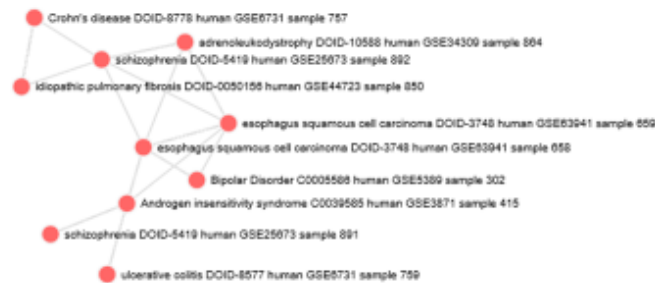 Crohn's disease DOID-8778 human GSE6731 sample 757
adrenoleukodystrophy DOID-10588 human GSE34309 sample 864
schizophrenia DOID-5419 human GSE25673 sample 892
idiopathic pulmonary fibrosis DOID-0050156 human GSE44723 sample 850
esophagus squamous cell carcinoma DOID-3748 human GSE63941 sample 659
esophagus squamous cell carcinoma DOID-3748 human GSE63941 sample 658
Bipolar Disorder C0005586 human GSE5389 sample 302
Androgen insensitivity syndrome C0039585 human GSE3871 sample 415
schizophrenia DOID-5419 human GSE25673 sample 891
ulcerative colitis DOID-8577 human GSE6731 sample 759